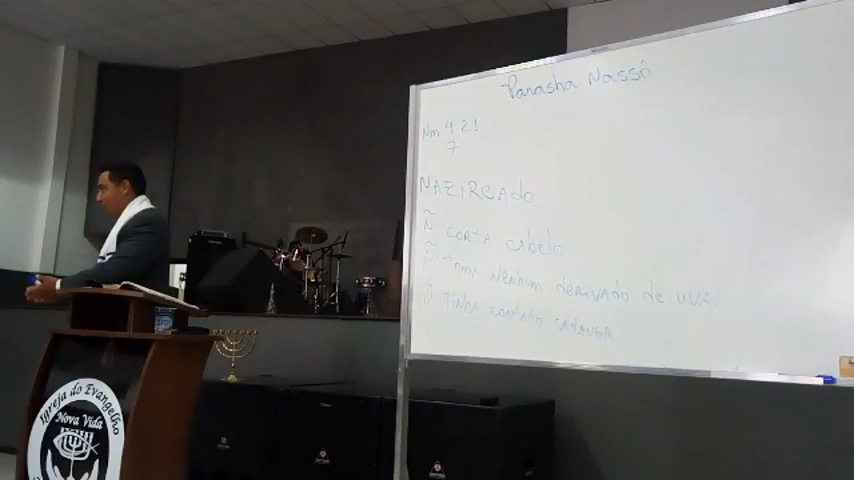 Parasha Nassô
Nm 4.21
7
NAZIREADO
Ñ CORTA CABELO
Ñ TOMA NENHUM DERIVADO DE UVA.
Ñ TINHA CONTATO CADAVER
Igreja do Evangelho
Nova Vida